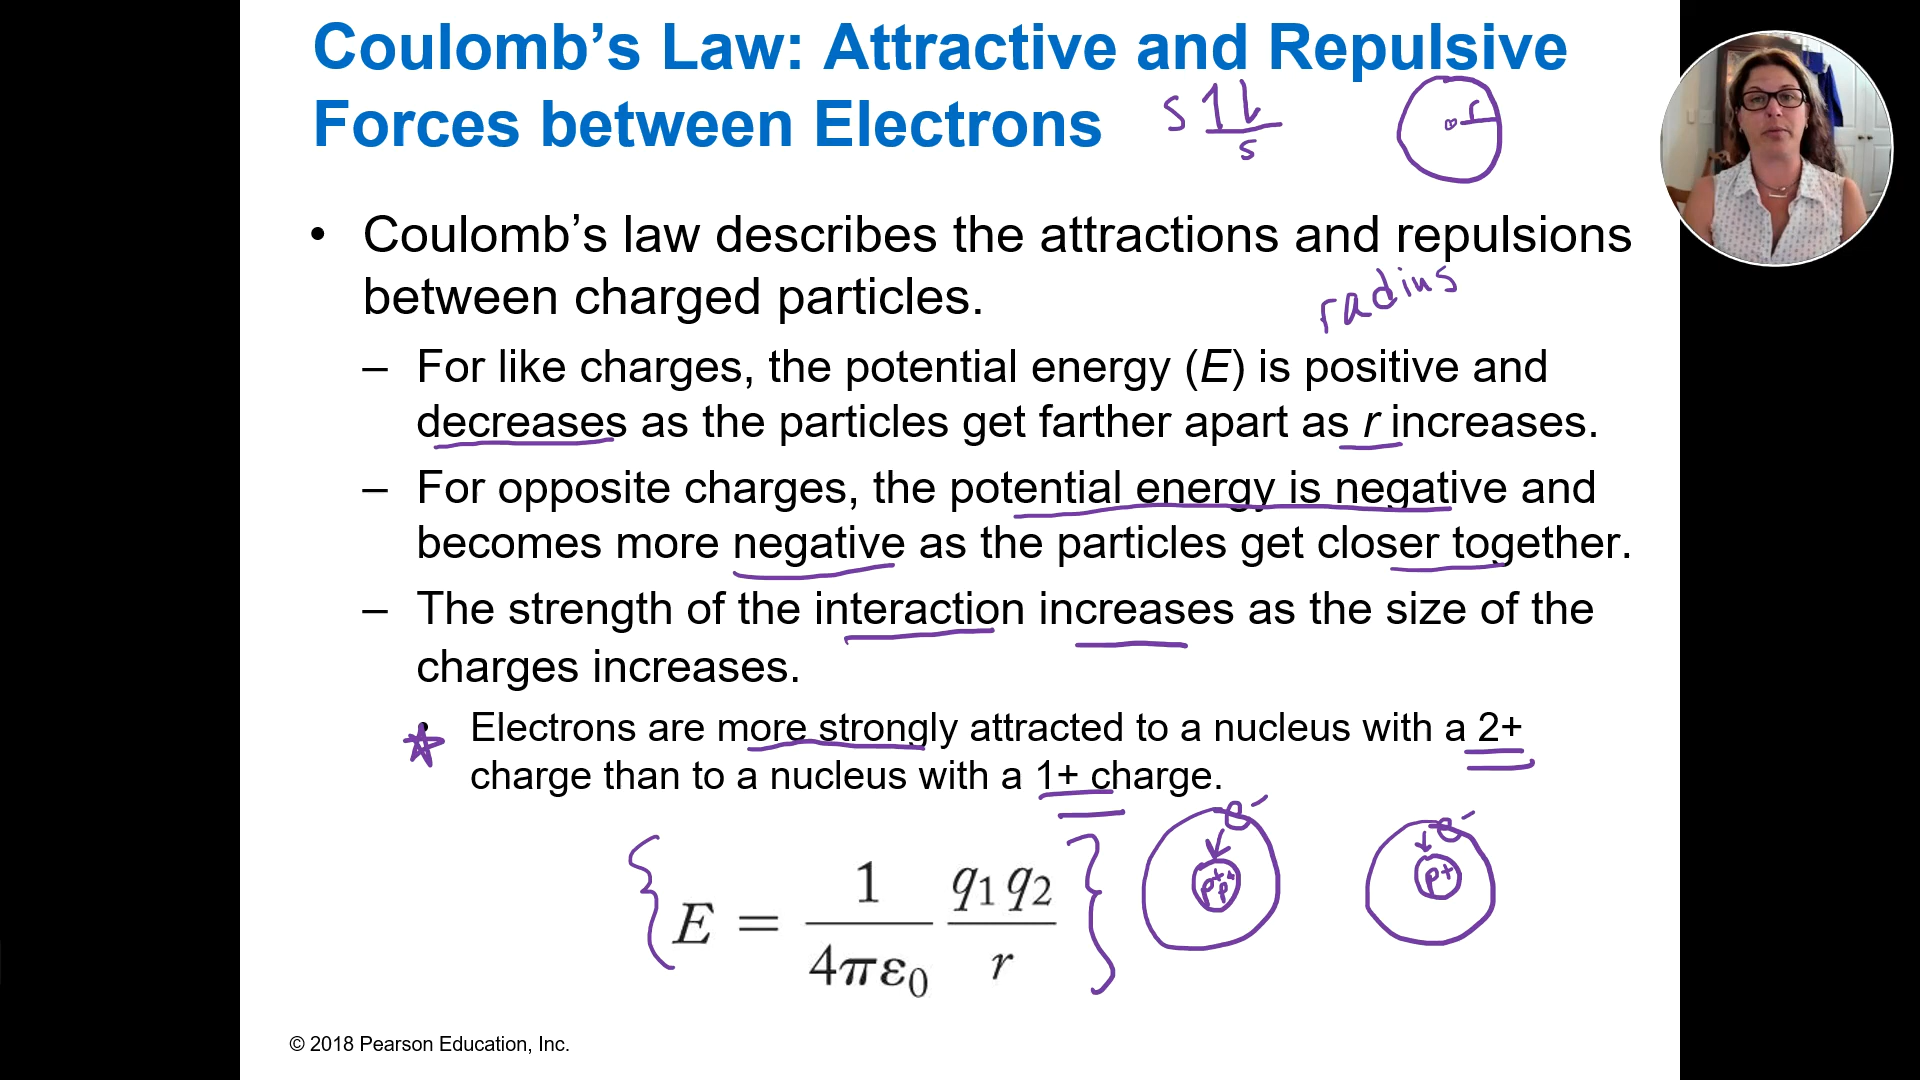 Coulomb's Law: Attractive and Repulsive
Forces between Electrons
s 1 1
s
r
• Coulomb's law describes the attractions and repulsions
between charged particles.
radius
– For like charges, the potential energy (E) is positive and
decreases as the particles get farther apart as r increases.
– For opposite charges, the potential energy is negative and
becomes more negative as the particles get closer together.
– The strength of the interaction increases as the size of the
charges increases.
• Electrons are more strongly attracted to a nucleus with a 2+
charge than to a nucleus with a 1+ charge.
e-
e-
p+ p+
p+
E = 1/4πε₀ q₁q₂/r
© 2018 Pearson Education, Inc.